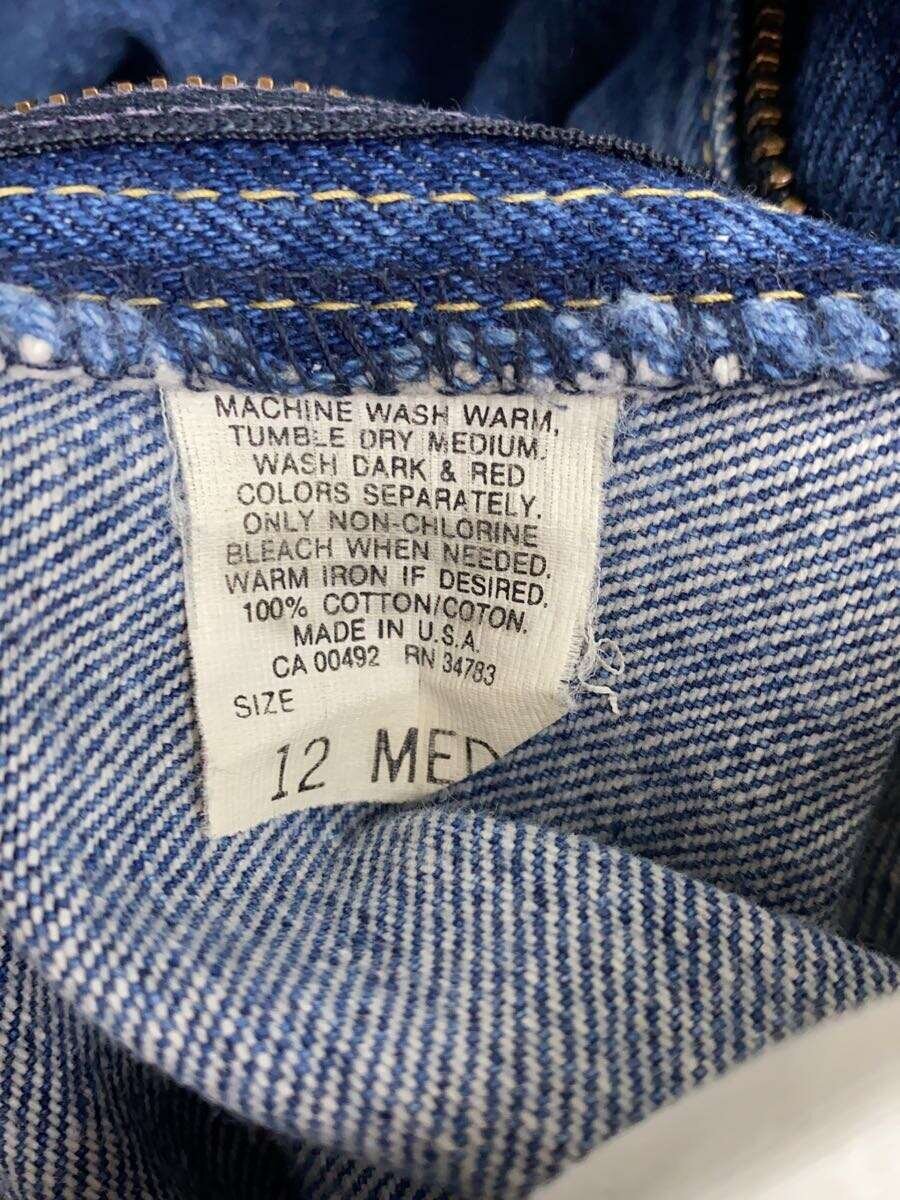 MACHINE WASH WARM,
TUMBLE DRY MEDIUM.
WASH DARK & RED
COLORS SEPARATELY.
ONLY NON-CHLORINE
BLEACH WHEN NEEDED.
WARM IRON IF DESIRED.
100% COTTON/COTON.
MADE IN U.S.A.
CA 00492 RN 34783
SIZE
12 MED